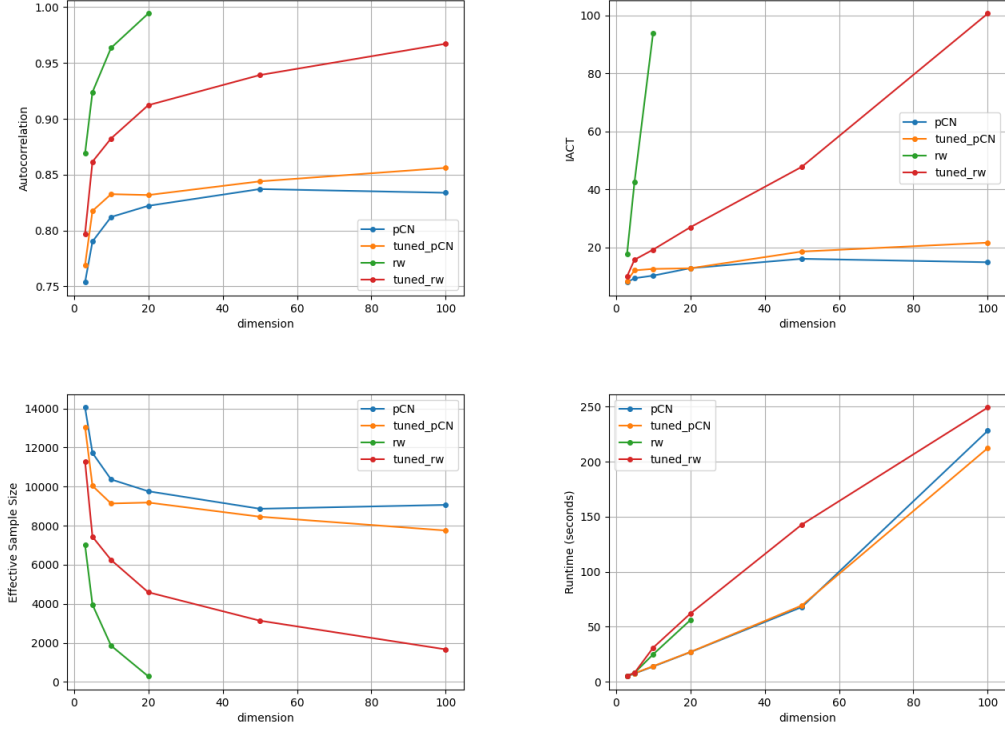 1.00
0.95
0.90
0.85
0.80
0.75
Autocorrelation
pCN
tuned_pCN
rw
tuned_rw
0 20 40 60 80 100
dimension
100
80
60
40
20
IACT
pCN
tuned_pCN
rw
tuned_rw
0 20 40 60 80 100
dimension
14000
12000
10000
8000
6000
4000
2000
0
Effective Sample Size
pCN
tuned_pCN
rw
tuned_rw
0 20 40 60 80 100
dimension
250
200
150
100
50
0
Runtime (seconds)
pCN
tuned_pCN
rw
tuned_rw
0 20 40 60 80 100
dimension